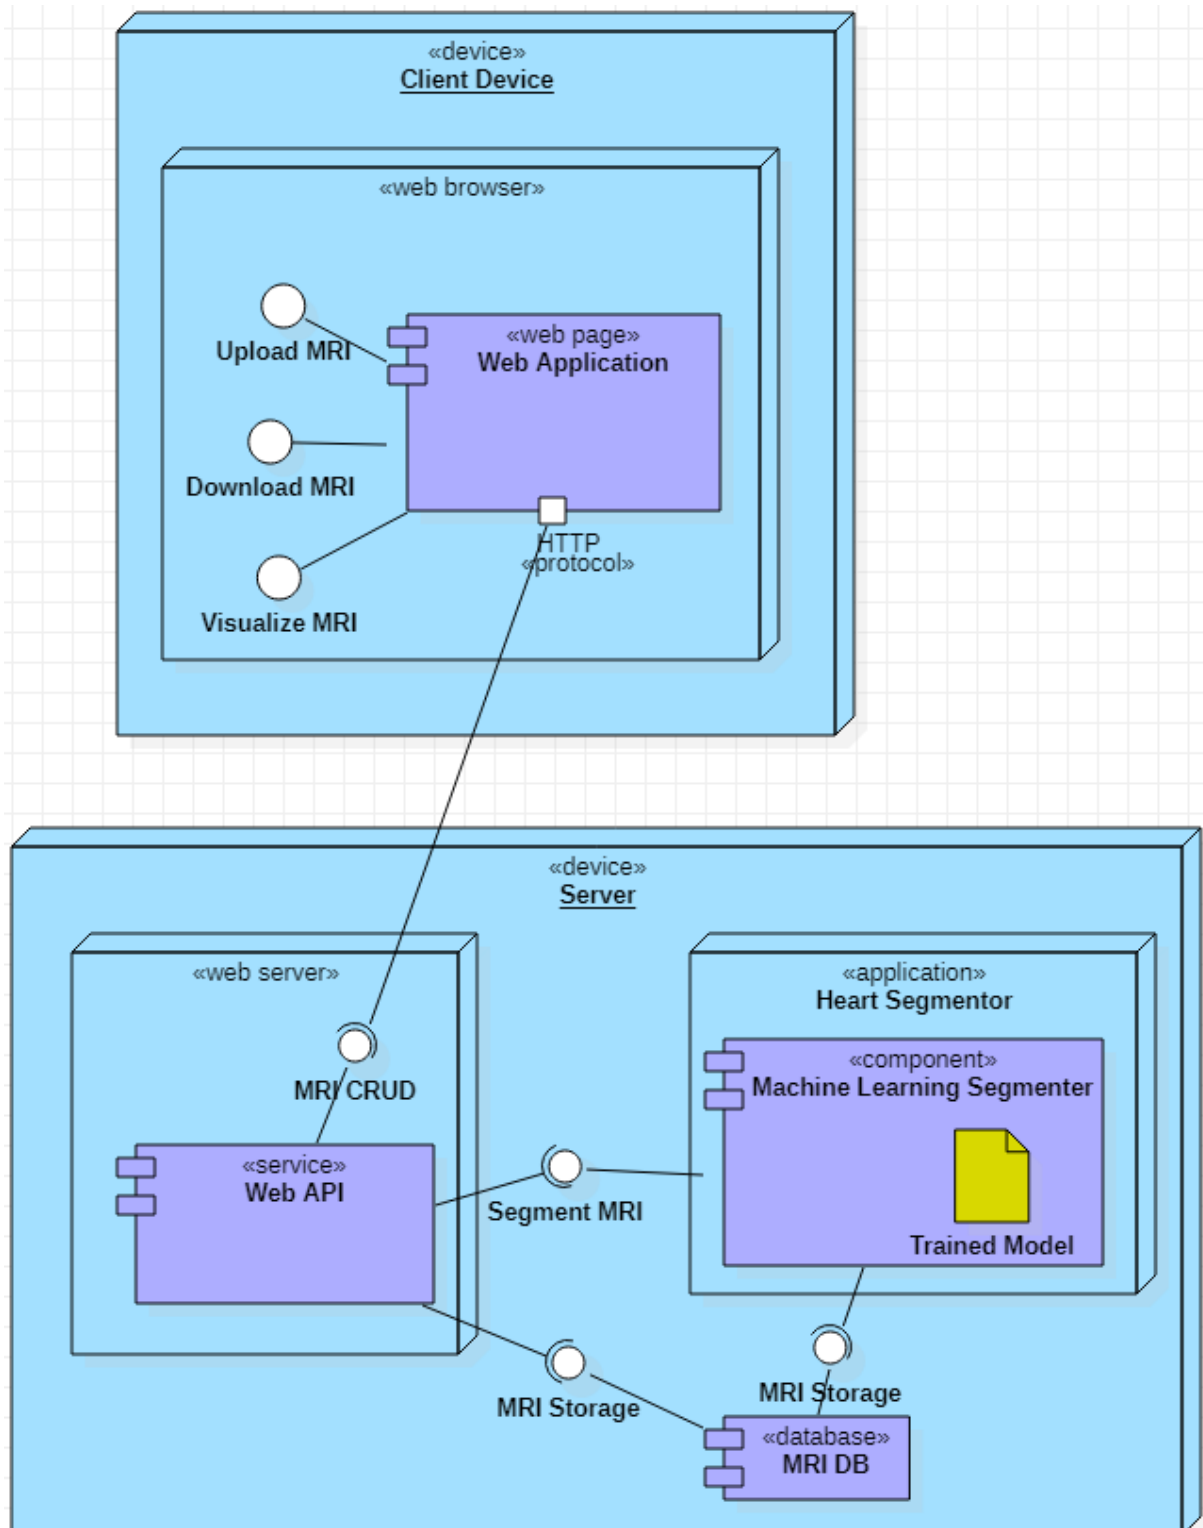 «device»
Client Device
«web browser»
Upload MRI
«web page»
Web Application
Download MRI
HTTP
«protocol»
Visualize MRI
«device»
Server
«web server»
MRI CRUD
«service»
Web API
«application»
Heart Segmentor
«component»
Machine Learning Segmenter
Trained Model
Segment MRI
MRI Storage
MRI Storage
«database»
MRI DB